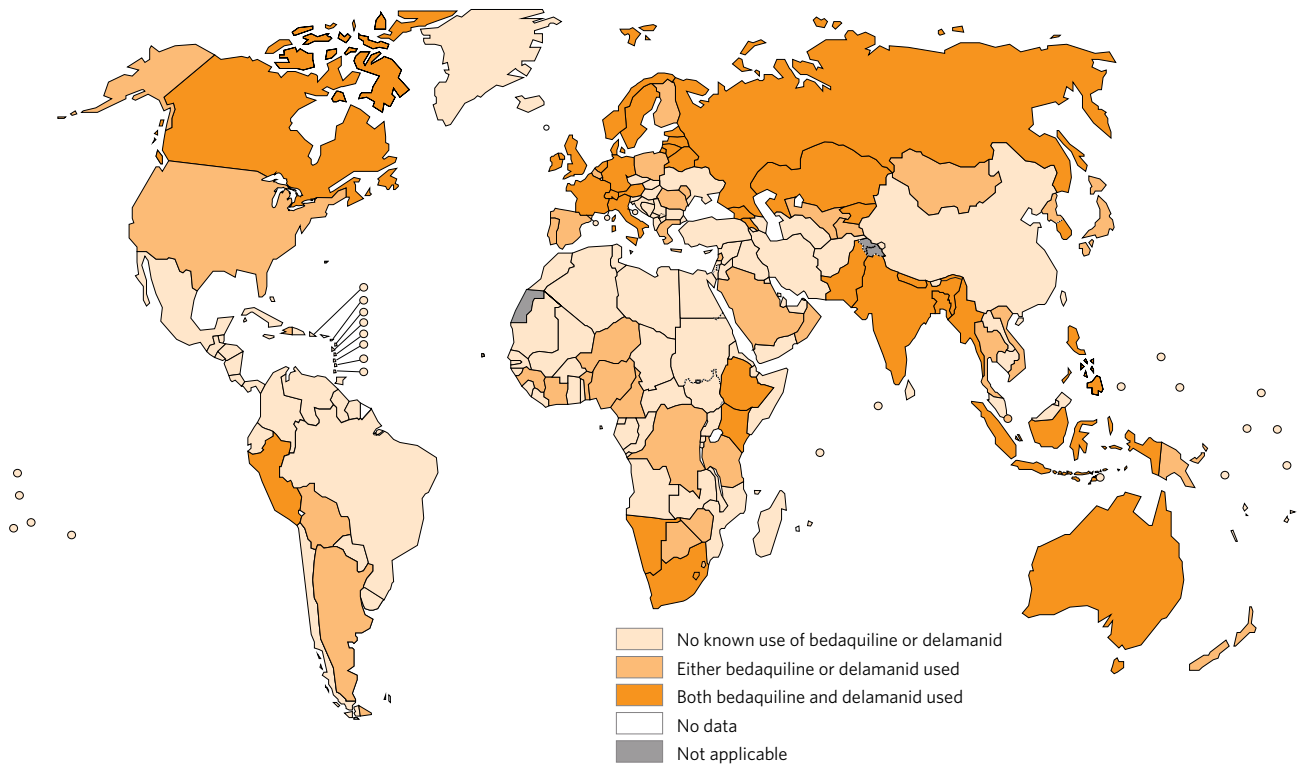 No known use of bedaquiline or delamanid
Either bedaquiline or delamanid used
Both bedaquiline and delamanid used
No data
Not applicable